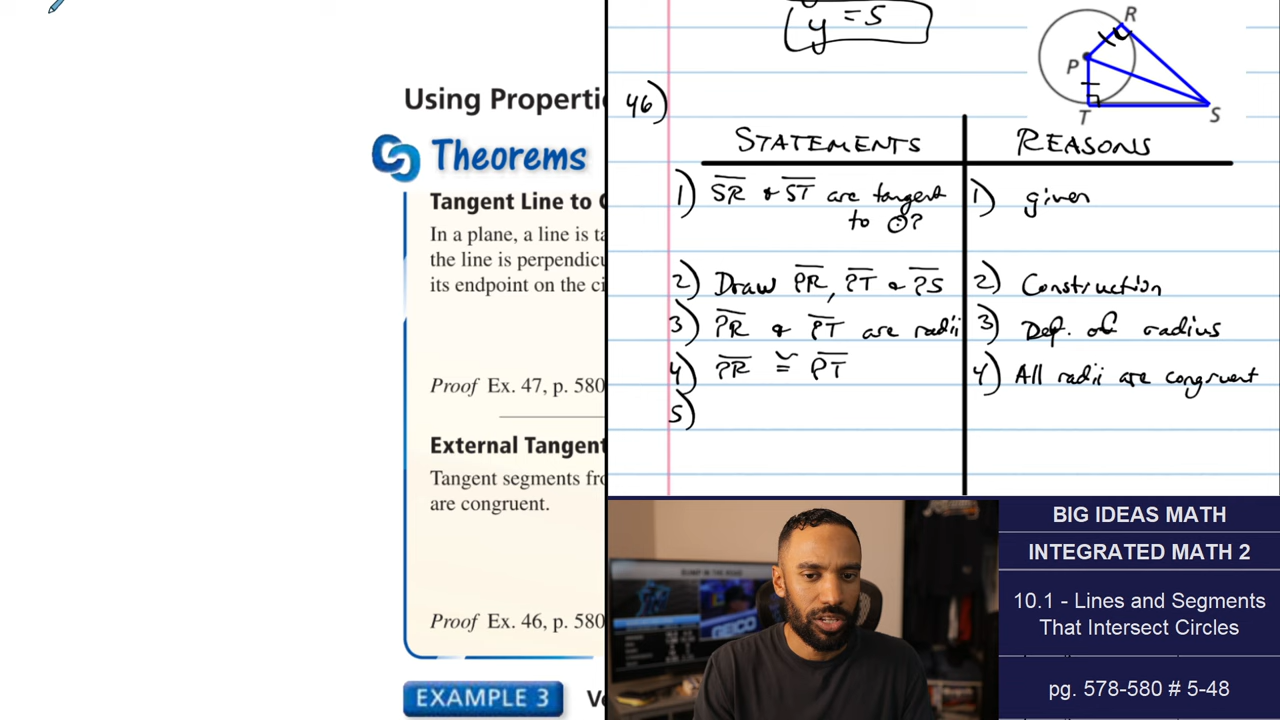 y = 5
Using Properti
Theorems
Tangent Line to C
In a plane, a line is ta
the line is perpendicu
its endpoint on the ci
Proof Ex. 47, p. 580
External Tangent
Tangent segments fro
are congruent.
Proof Ex. 46, p. 580
EXAMPLE 3 Ve
46)
R
P
T
S
STATEMENTS REASONS
1) SR & ST are tangent 1) given
to ⊙?
2) Draw PR, PT & PS 2) Construction
3) PR & PT are radii 3) Def. of radius
4) PR ≅ PT 4) All radii are congruent
5)
GEICO
BIG IDEAS MATH
INTEGRATED MATH 2
10.1 - Lines and Segments
That Intersect Circles
pg. 578-580 # 5-48